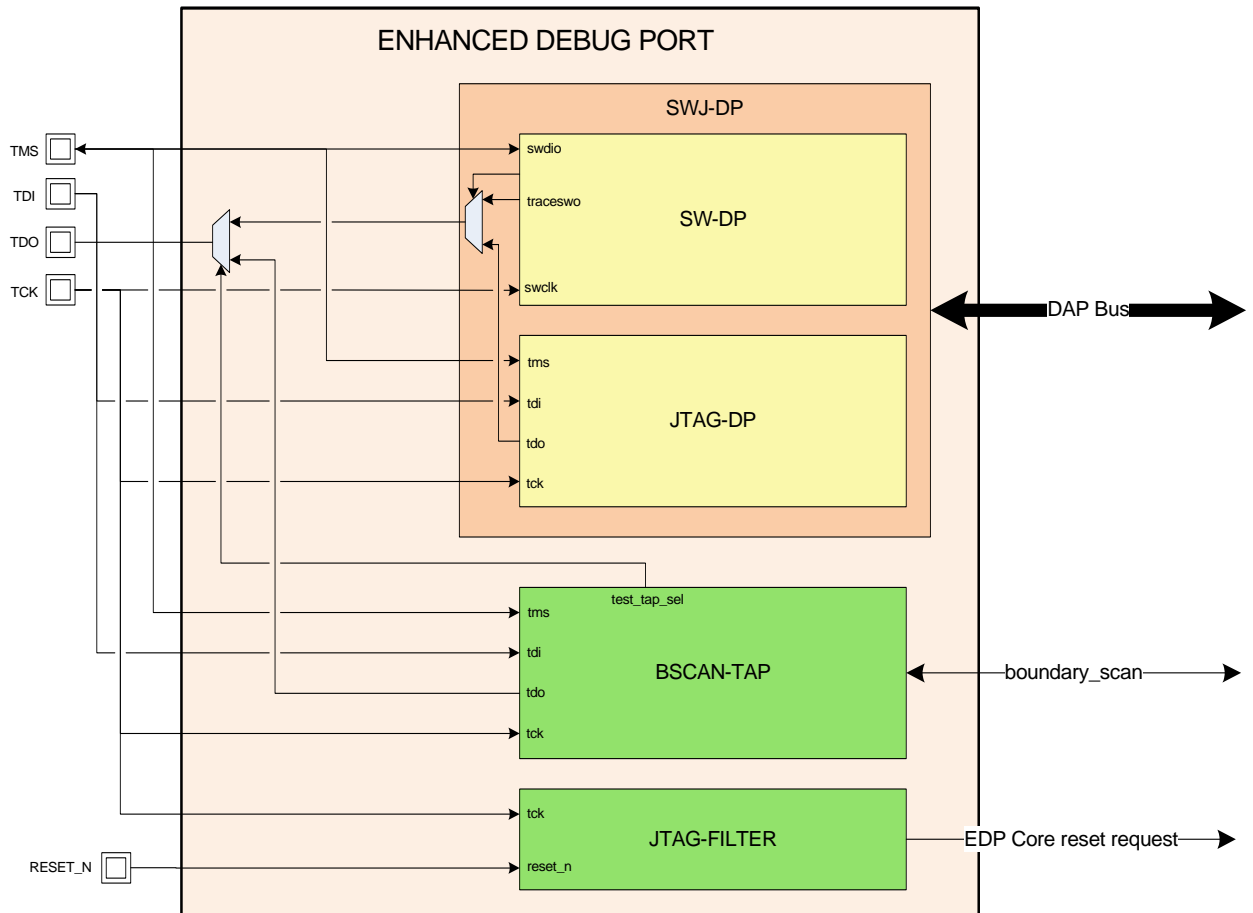 ENHANCED DEBUG PORT
SWJ-DP
TMS
swdio
TDI
traceswo
SW-DP
TDO
TCK
swclk
DAP Bus
tms
tdi
JTAG-DP
tdo
tck
test_tap_sel
tms
tdi
BSCAN-TAP
boundary_scan
tdo
tck
tck
JTAG-FILTER
EDP Core reset request
RESET_N
reset_n